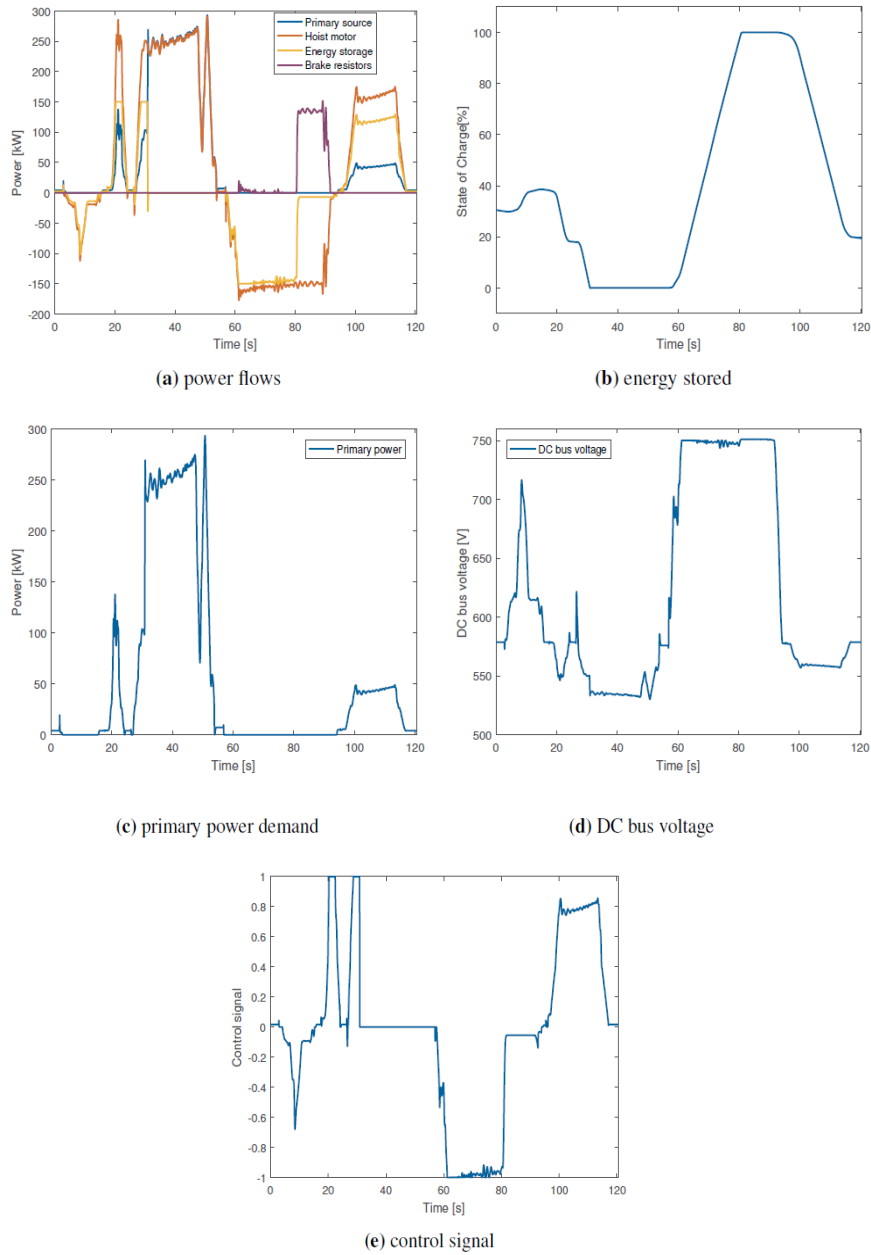 300
250
200
150
100
50
0
-50
-100
-150
-200
Power [kW]
Primary source
Hoist motor
Energy storage
Brake resistors
0 20 40 60 80 100 120
Time [s]
(a) power flows
100
80
60
40
20
0
State of Charge[%]
0 20 40 60 80 100 120
Time [s]
(b) energy stored
300
250
200
150
100
50
0
Power [kW]
Primary power
0 20 40 60 80 100 120
Time [s]
(c) primary power demand
750
700
650
600
550
500
DC bus voltage [V]
DC bus voltage
0 20 40 60 80 100 120
Time [s]
(d) DC bus voltage
1
0.8
0.6
0.4
0.2
0
-0.2
-0.4
-0.6
-0.8
-1
Control signal
0 20 40 60 80 100 120
Time [s]
(e) control signal